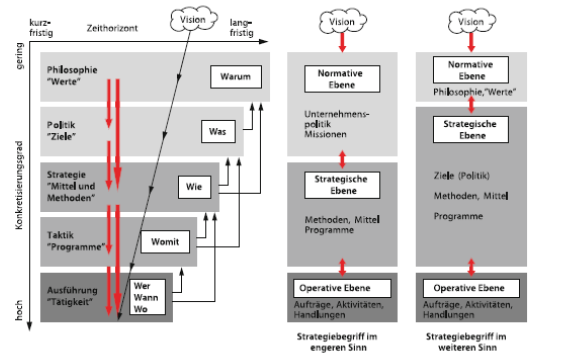 kurz-
fristig
Zeithorizont
Vision
lang-
fristig
gering
Konkretisierungsgrad
hoch
Philosophie
"Werte"
Warum
Politik
"Ziele"
Was
Strategie
"Mittel und
Methoden"
Wie
Taktik
"Programme"
Womit
Ausführung
"Tätigkeit"
Wer
Wann
Wo
Vision
Normative
Ebene
Unternehmens-
politik
Missionen
Strategische
Ebene
Methoden, Mittel
Programme
Operative Ebene
Aufträge, Aktivitäten,
Handlungen
Strategiebegriff im
engeren Sinn
Vision
Normative
Ebene
Philosophie,"Werte"
Strategische
Ebene
Ziele (Politik)
Methoden, Mittel
Programme
Operative Ebene
Aufträge, Aktivitäten,
Handlungen
Strategiebegriff im
weiteren Sinn